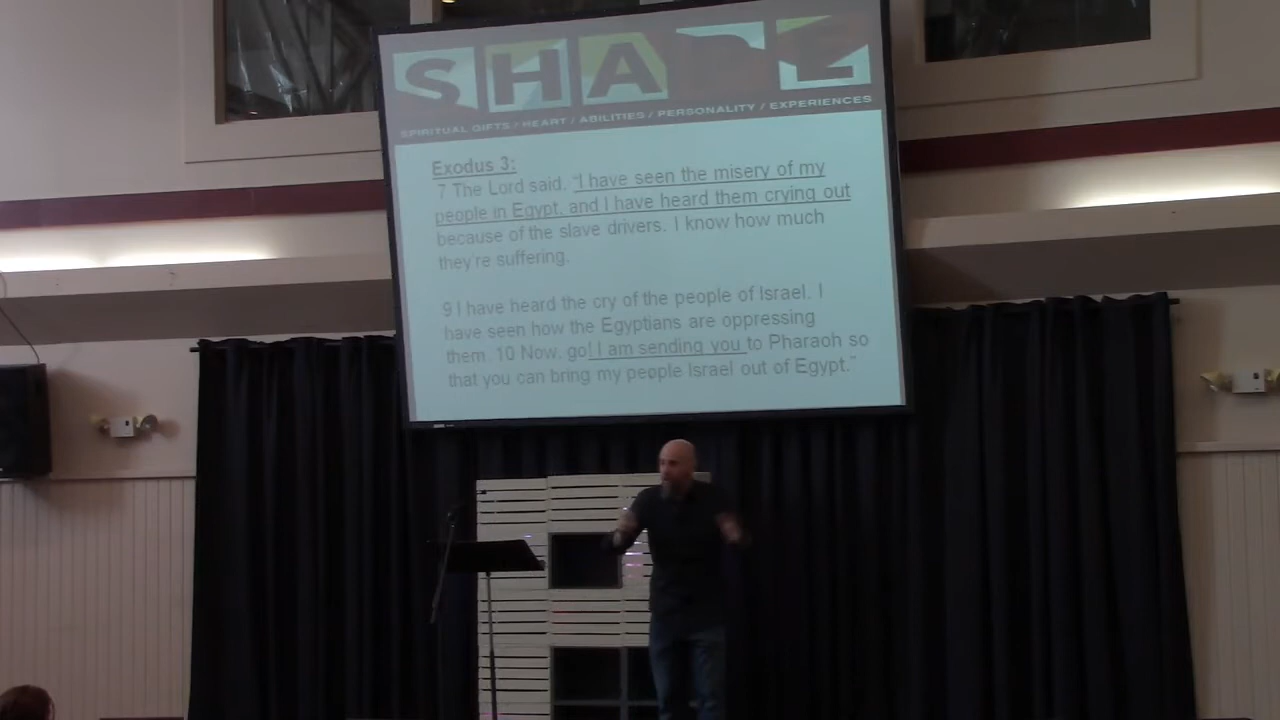 SHAPE
SPIRITUAL GIFTS / HEART / ABILITIES / PERSONALITY / EXPERIENCES
Exodus 3:
7 The Lord said, "I have seen the misery of my
people in Egypt, and I have heard them crying out
because of the slave drivers. I know how much
they're suffering.
9 I have heard the cry of the people of Israel. I
have seen how the Egyptians are oppressing
them. 10 Now, go! I am sending you to Pharaoh so
that you can bring my people Israel out of Egypt."